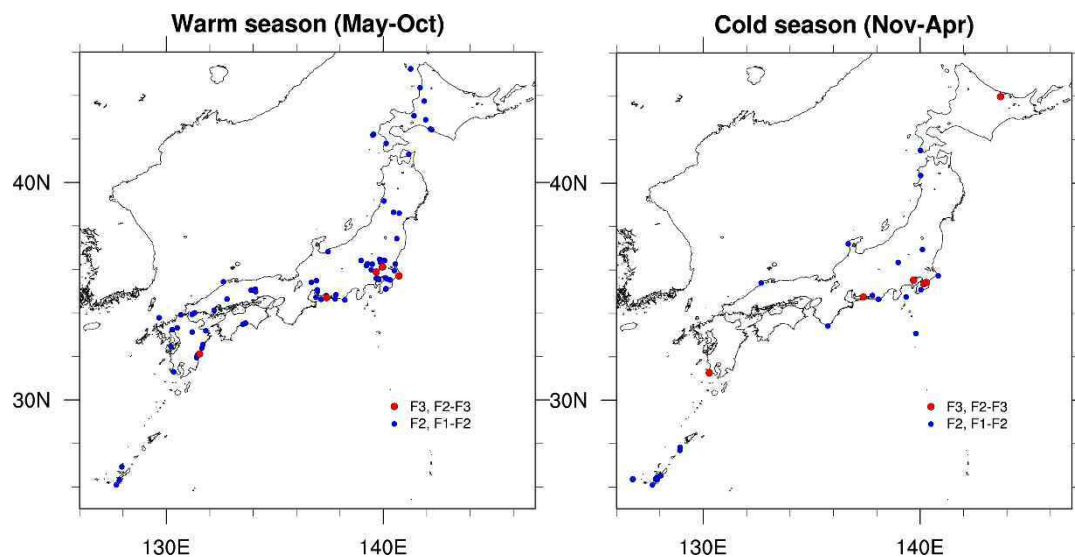 Warm season (May-Oct)
40N
30N
130E
140E
F3, F2-F3
F2, F1-F2
Cold season (Nov-Apr)
40N
30N
130E
140E
F3, F2-F3
F2, F1-F2